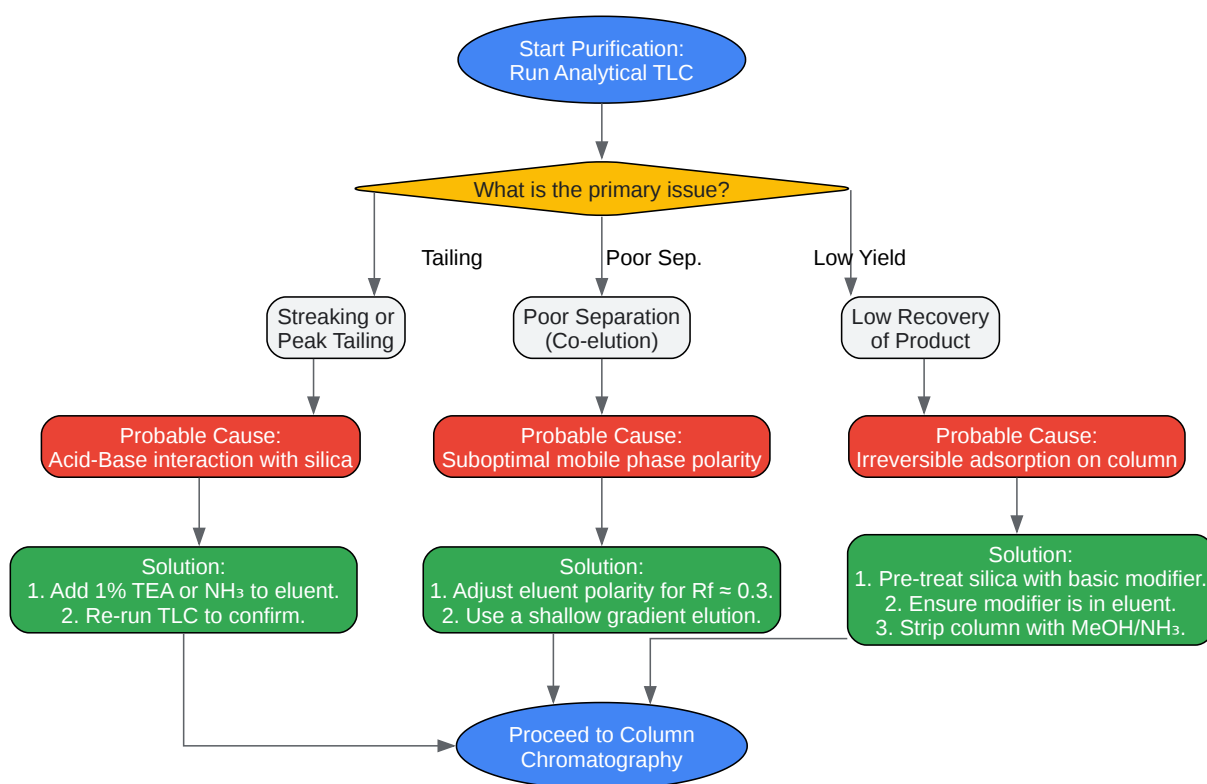 Start Purification:
Run Analytical TLC
What is the primary issue?
Tailing
Poor Sep.
Low Yield
Streaking or
Peak Tailing
Poor Separation
(Co-elution)
Low Recovery
of Product
Probable Cause:
Acid-Base interaction with silica
Probable Cause:
Suboptimal mobile phase polarity
Probable Cause:
Irreversible adsorption on column
Solution:
1. Add 1% TEA or NH₃ to eluent.
2. Re-run TLC to confirm.
Solution:
1. Adjust eluent polarity for Rf ≈ 0.3.
2. Use a shallow gradient elution.
Solution:
1. Pre-treat silica with basic modifier.
2. Ensure modifier is in eluent.
3. Strip column with MeOH/NH₃.
Proceed to Column
Chromatography